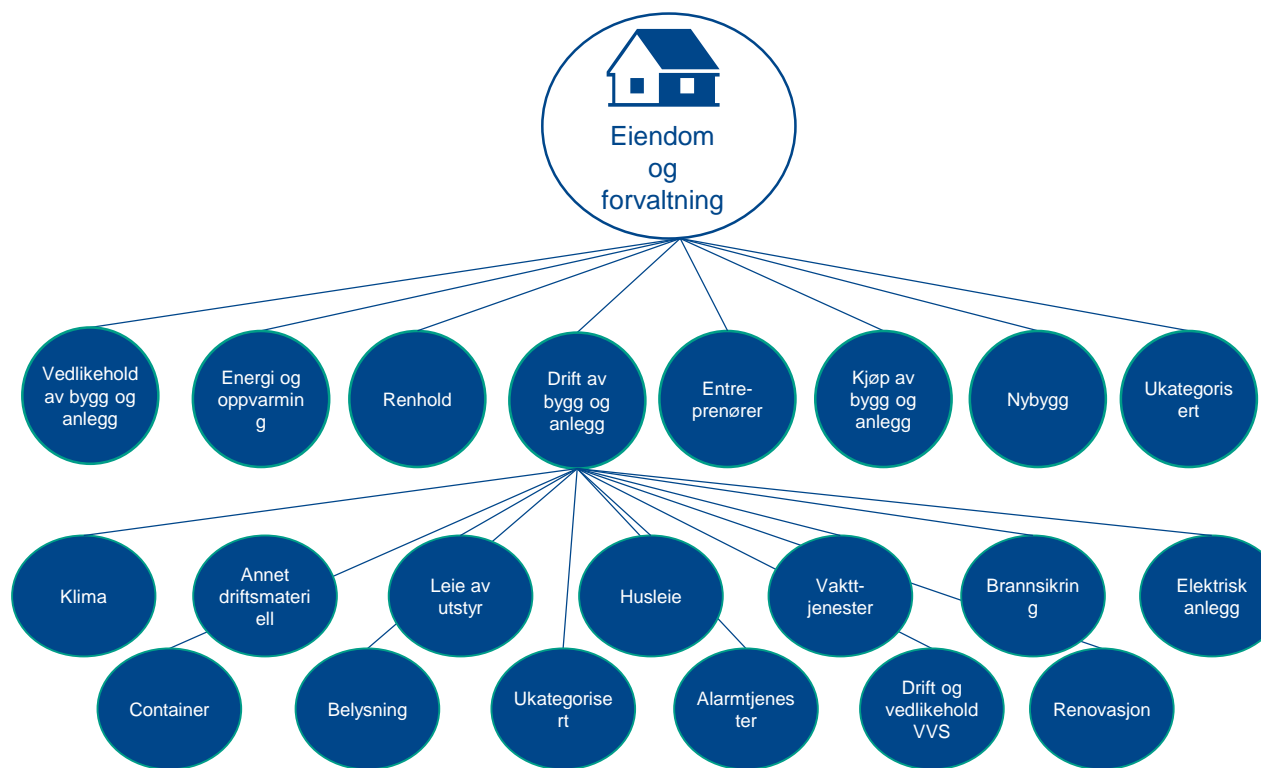 Eiendom
og
forvaltning
Vedlikehold
av bygg og
anlegg
Energi og
oppvarmin
g
Renhold
Drift av
bygg og
anlegg
Entre-
prenører
Kjøp av
bygg og
anlegg
Nybygg
Ukategoris
ert
Klima
Annet
driftsmateri
ell
Leie av
utstyr
Husleie
Vaktt-
jenester
Brannsikrin
g
Elektrisk
anlegg
Container
Belysning
Ukategorise
rt
Alarmtjenes
ter
Drift og
vedlikehold
VVS
Renovasjon